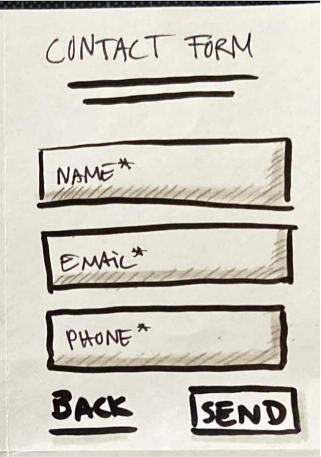 CONTACT FORM
NAME*
EMAIL*
PHONE*
BACK SEND